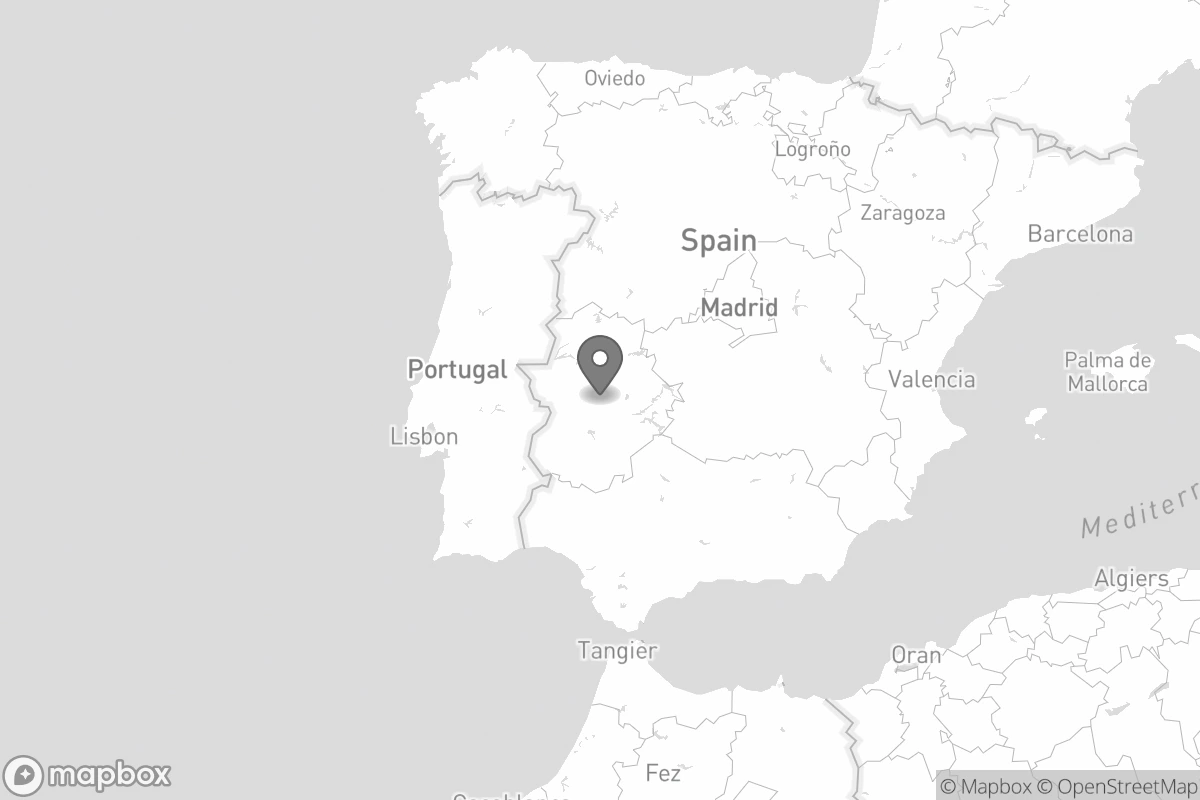 Oviedo
Logroño
Zaragoza
Barcelona
Spain
Madrid
Portugal
Palma de
Mallorca
Valencia
Lisbon
Algiers
Tangier
Oran
Fez
mapbox
© Mapbox © OpenStreetMap